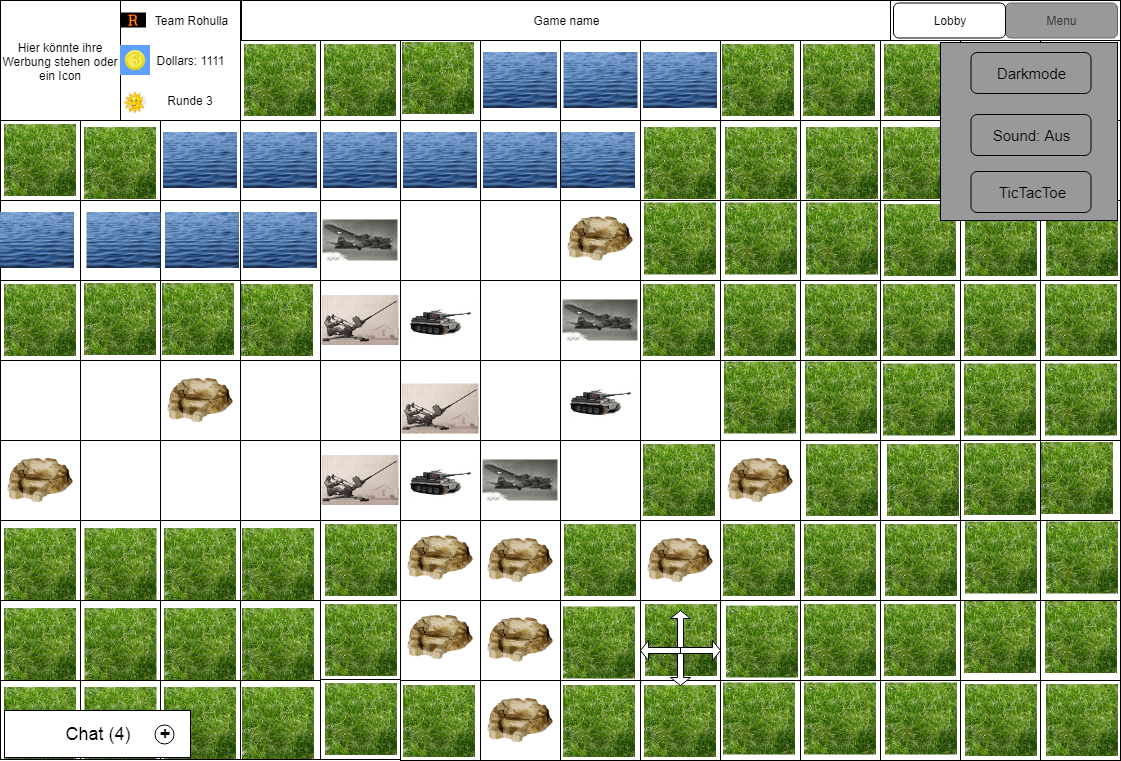 Hier könnte ihre
Werbung stehen oder
ein Icon
R
Team Rohulla
Dollars: 1111
Runde 3
Game name
Lobby
Menu
Darkmode
Sound: Aus
TicTacToe
Chat (4)